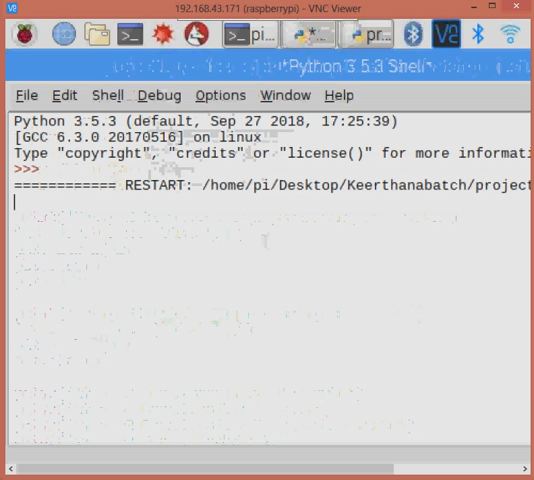 192.168.43.171 (raspberrypi) - VNC Viewer
pi...
*...
pr...
*Python 3.5.3 Shell*
File Edit Shell Debug Options Window Help
Python 3.5.3 (default, Sep 27 2018, 17:25:39)
[GCC 6.3.0 20170516] on linux
Type "copyright", "credits" or "license()" for more informati
>>>
============ RESTART: /home/pi/Desktop/Keerthanabatch/project